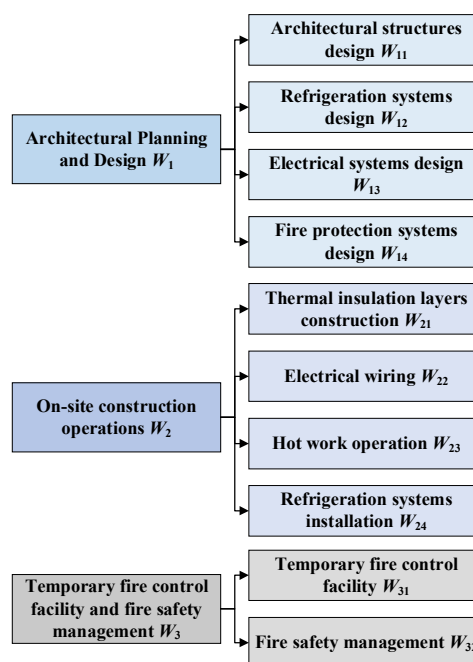 Architectural structures
design W11
Refrigeration systems
design W12
Architectural Planning
and Design W1
Electrical systems design
W13
Fire protection systems
design W14
Thermal insulation layers
construction W21
Electrical wiring W22
On-site construction
operations W2
Hot work operation W23
Refrigeration systems
installation W24
Temporary fire control
facility W31
Temporary fire control
facility and fire safety
management W3
Fire safety management